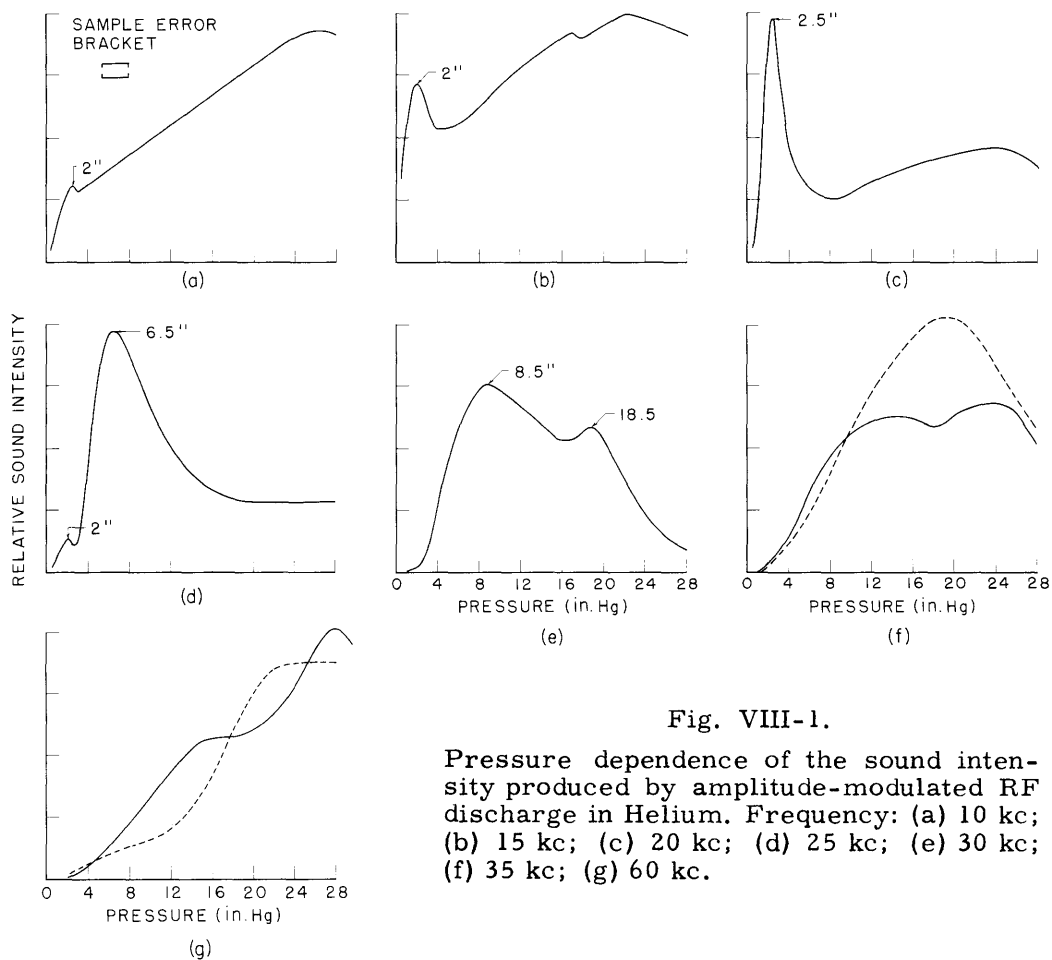 SAMPLE ERROR
BRACKET
2"
(a)
2"
(b)
2.5"
(c)
RELATIVE SOUND INTENSITY
6.5"
2"
(d)
8.5"
18.5
0 4 8 12 16 20 24 28
PRESSURE (in. Hg)
(e)
0 4 8 12 16 20 24 28
PRESSURE (in. Hg)
(f)
0 4 8 12 16 20 24 28
PRESSURE (in. Hg)
(g)
Fig. VIII-1.
Pressure dependence of the sound inten-
sity produced by amplitude-modulated RF
discharge in Helium. Frequency: (a) 10 kc;
(b) 15 kc; (c) 20 kc; (d) 25 kc; (e) 30 kc;
(f) 35 kc; (g) 60 kc.